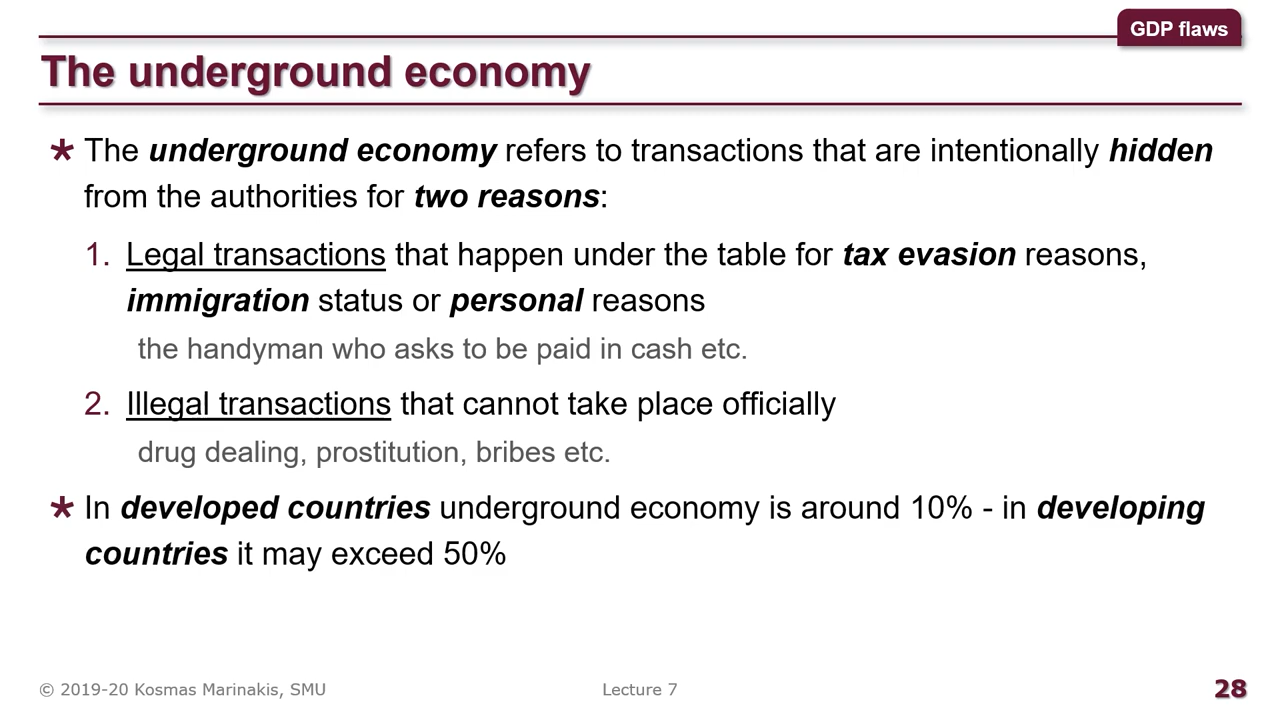 GDP flaws
The underground economy
* The underground economy refers to transactions that are intentionally hidden
from the authorities for two reasons:
1. Legal transactions that happen under the table for tax evasion reasons,
immigration status or personal reasons
the handyman who asks to be paid in cash etc.
2. Illegal transactions that cannot take place officially
drug dealing, prostitution, bribes etc.
* In developed countries underground economy is around 10% - in developing
countries it may exceed 50%
© 2019-20 Kosmas Marinakis, SMU
Lecture 7
28